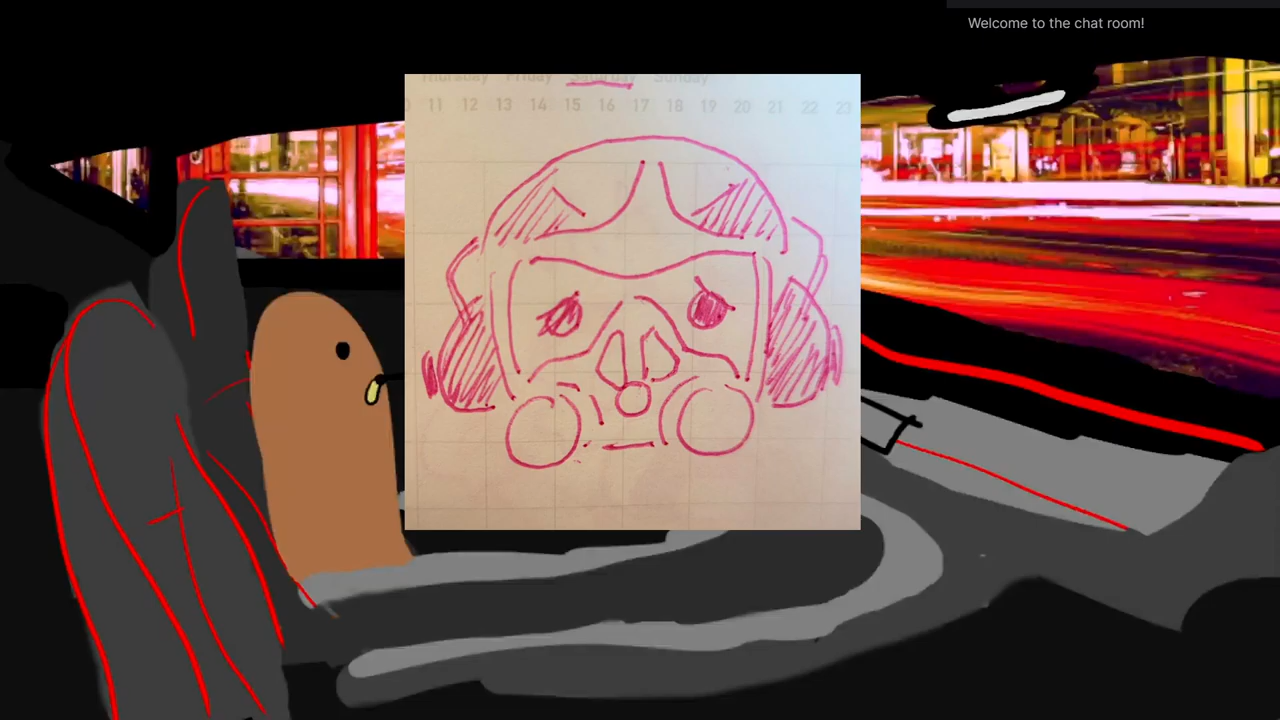 Welcome to the chat room!
Thursday Friday Saturday Sunday
11 12 13 14 15 16 17 18 19 20 21 22 23